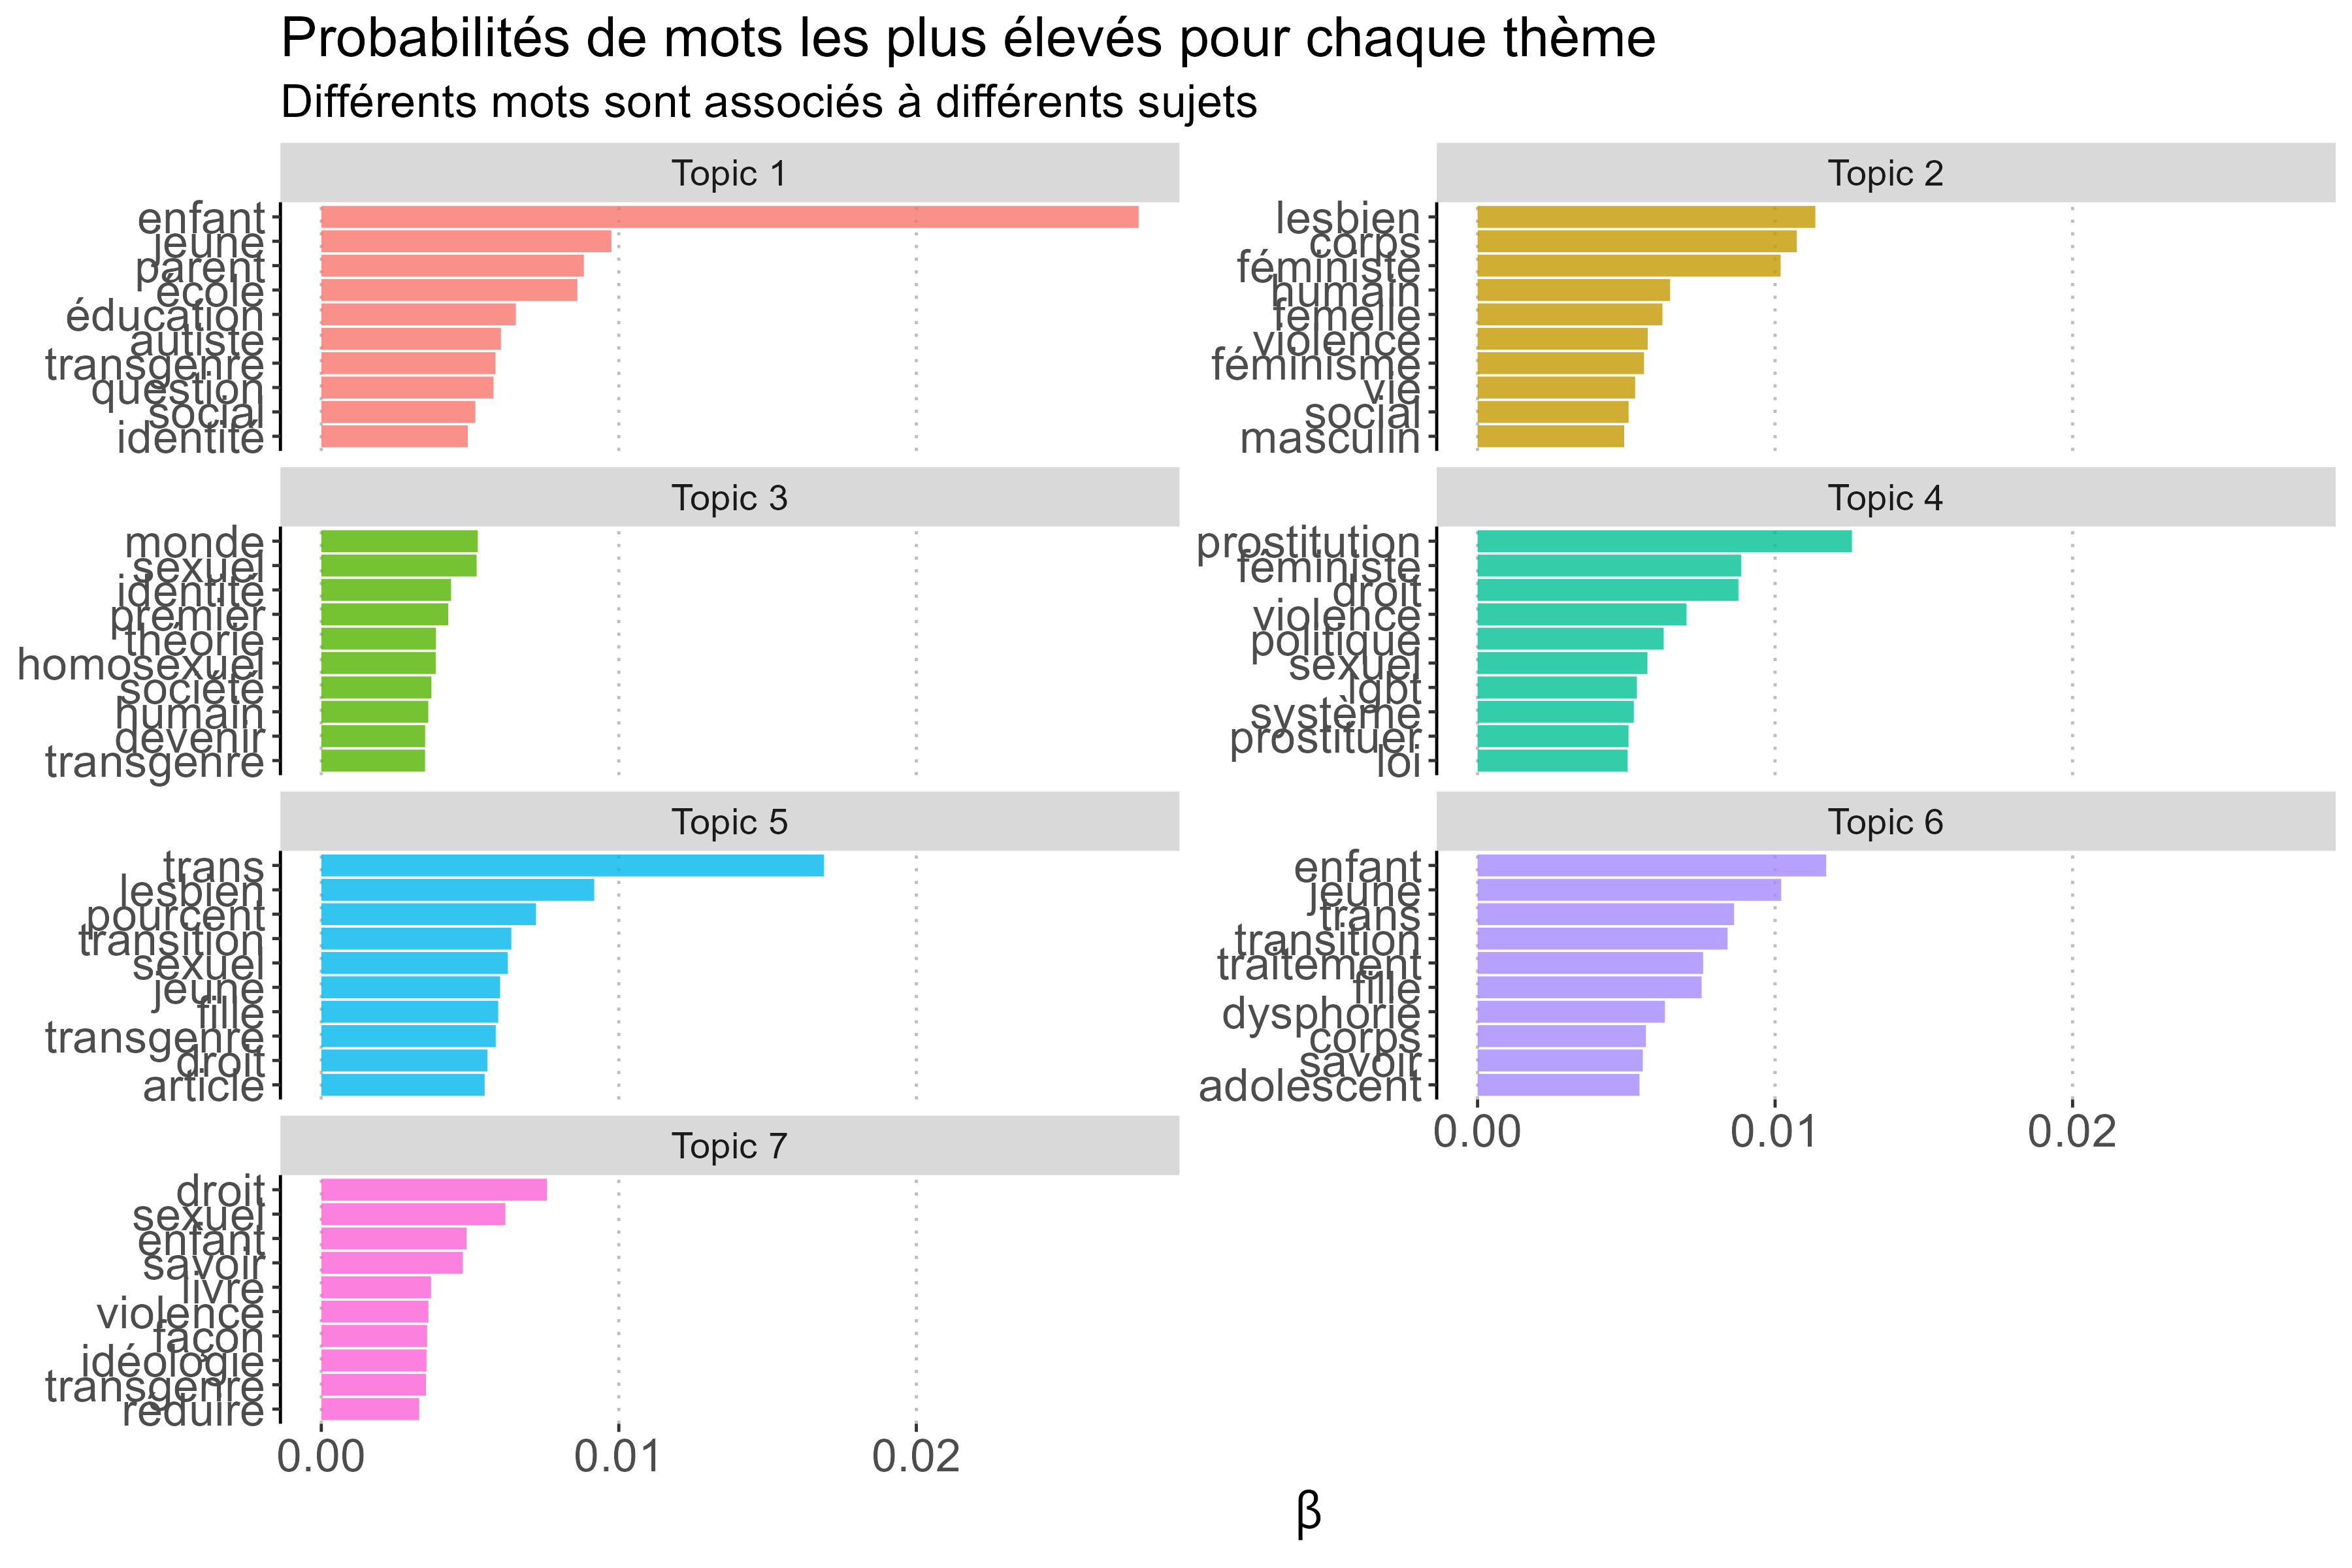 Probabilités de mots les plus élevés pour chaque thème
Différents mots sont associés à différents sujets
Topic 1
enfant
jeune
parent
école
éducation
autiste
transgenre
question
social
identité
Topic 2
lesbien
corps
féministe
humain
femelle
violence
féminisme
vie
social
masculin
Topic 3
monde
sexuel
identité
premier
théorie
homosexuel
société
humain
devenir
transgenre
Topic 4
prostitution
féministe
droit
violence
politique
sexuel
lgbt
système
prostituer
loi
Topic 5
trans
lesbien
pourcent
transition
sexuel
jeune
fille
transgenre
droit
article
Topic 6
enfant
jeune
trans
transition
traitement
fille
dysphorie
corps
savoir
adolescent
0.00 0.01 0.02
Topic 7
droit
sexuel
enfant
savoir
livre
violence
façon
idéologie
transgenre
réduire
0.00 0.01 0.02
β